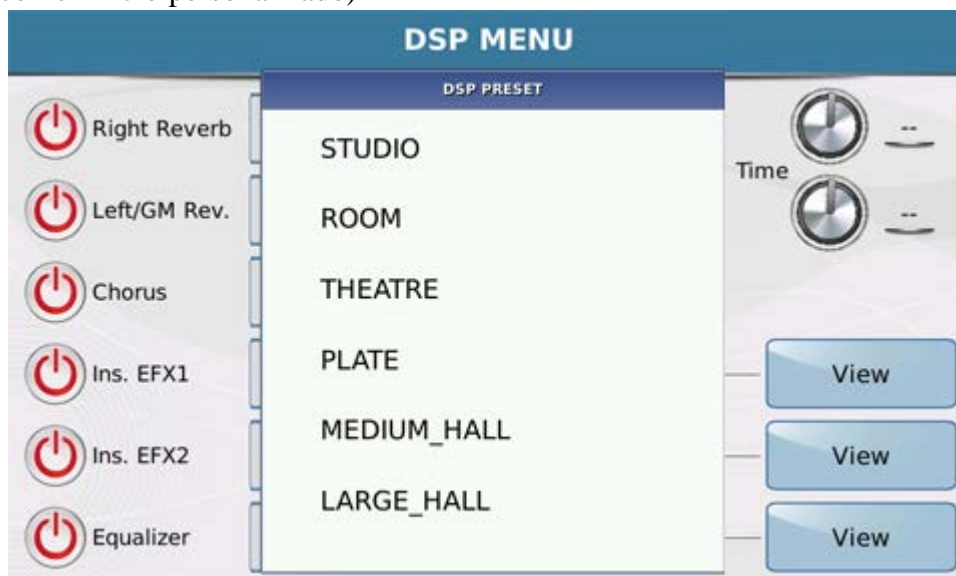 DSP MENU
DSP PRESET
Right Reverb
STUDIO
--
Time
Left/GM Rev.
ROOM
--
Chorus
THEATRE
Ins. EFX1
PLATE
View
Ins. EFX2
MEDIUM_HALL
View
LARGE_HALL
Equalizer
View